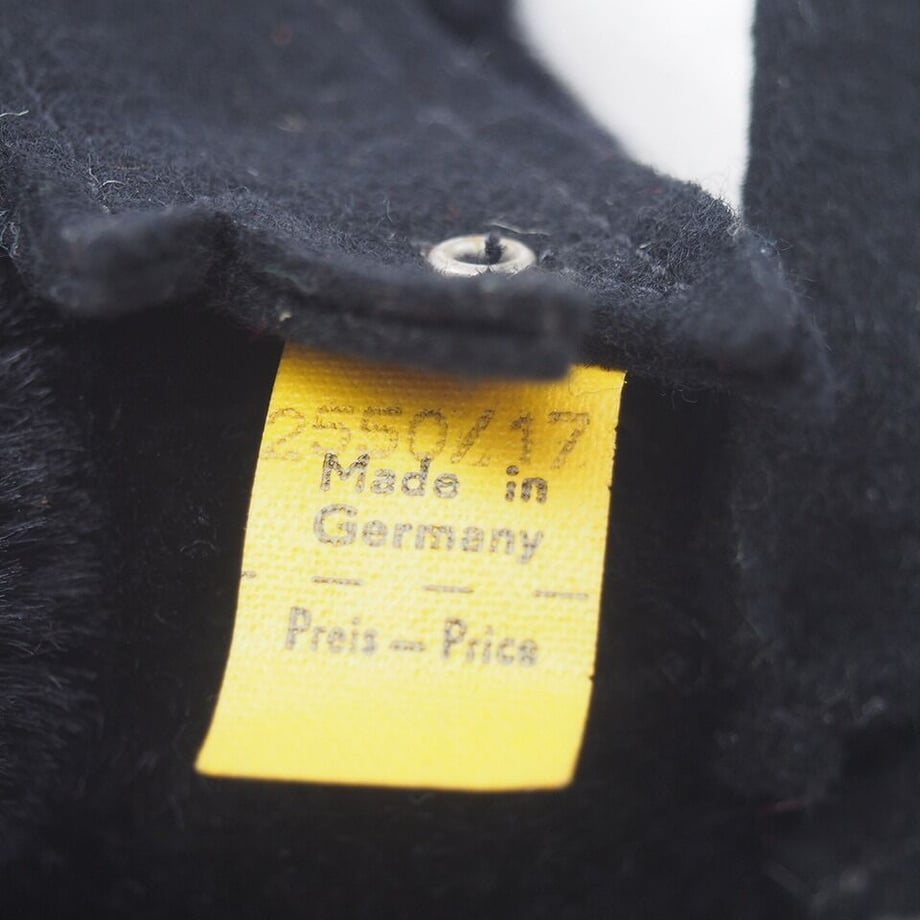 2550/17
Made in
Germany
Preis — Price